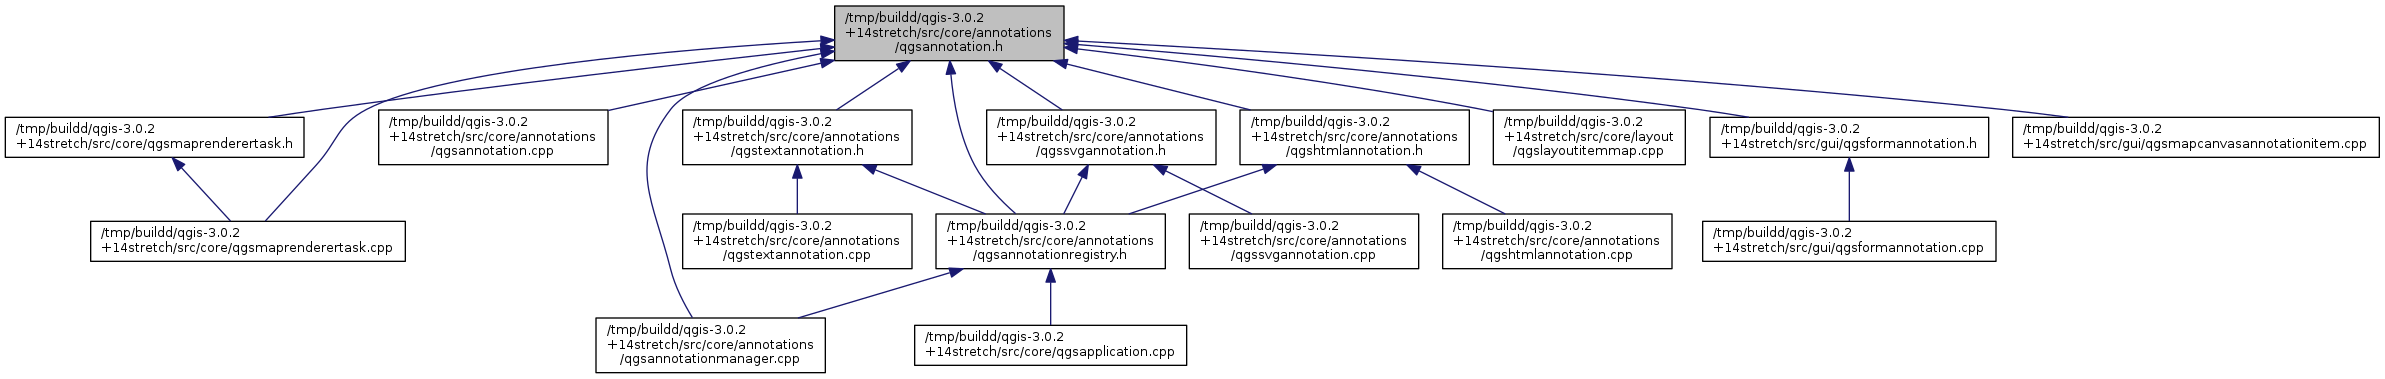 /tmp/buildd/qgis-3.0.2
+14stretch/src/core/annotations
/qgsannotation.h
/tmp/buildd/qgis-3.0.2
+14stretch/src/core/qgsmaprenderertask.h
/tmp/buildd/qgis-3.0.2
+14stretch/src/core/annotations
/qgsannotation.cpp
/tmp/buildd/qgis-3.0.2
+14stretch/src/core/annotations
/qgstextannotation.h
/tmp/buildd/qgis-3.0.2
+14stretch/src/core/annotations
/qgssvgannotation.h
/tmp/buildd/qgis-3.0.2
+14stretch/src/core/annotations
/qgshtmlannotation.h
/tmp/buildd/qgis-3.0.2
+14stretch/src/core/layout
/qgslayoutitemmap.cpp
/tmp/buildd/qgis-3.0.2
+14stretch/src/gui/qgsformannotation.h
/tmp/buildd/qgis-3.0.2
+14stretch/src/gui/qgsmapcanvasannotationitem.cpp
/tmp/buildd/qgis-3.0.2
+14stretch/src/core/qgsmaprenderertask.cpp
/tmp/buildd/qgis-3.0.2
+14stretch/src/core/annotations
/qgstextannotation.cpp
/tmp/buildd/qgis-3.0.2
+14stretch/src/core/annotations
/qgsannotationregistry.h
/tmp/buildd/qgis-3.0.2
+14stretch/src/core/annotations
/qgssvgannotation.cpp
/tmp/buildd/qgis-3.0.2
+14stretch/src/core/annotations
/qgshtmlannotation.cpp
/tmp/buildd/qgis-3.0.2
+14stretch/src/gui/qgsformannotation.cpp
/tmp/buildd/qgis-3.0.2
+14stretch/src/core/annotations
/qgsannotationmanager.cpp
/tmp/buildd/qgis-3.0.2
+14stretch/src/core/qgsapplication.cpp